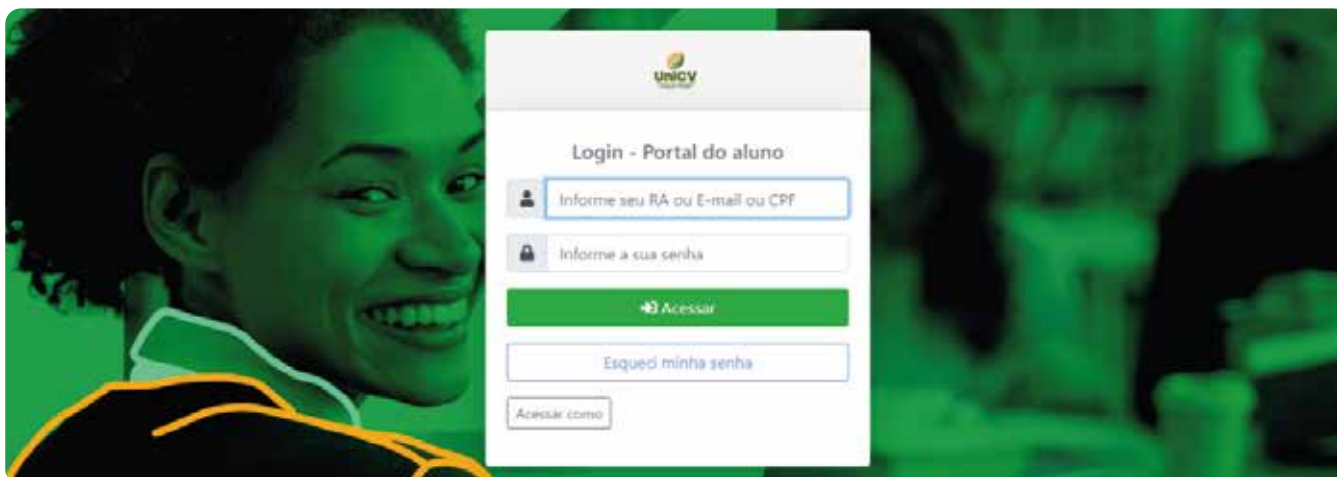 UniCV
Login - Portal do aluno
Informe seu RA ou E-mail ou CPF
Informe a sua senha
Acessar
Esqueci minha senha
Acessar como